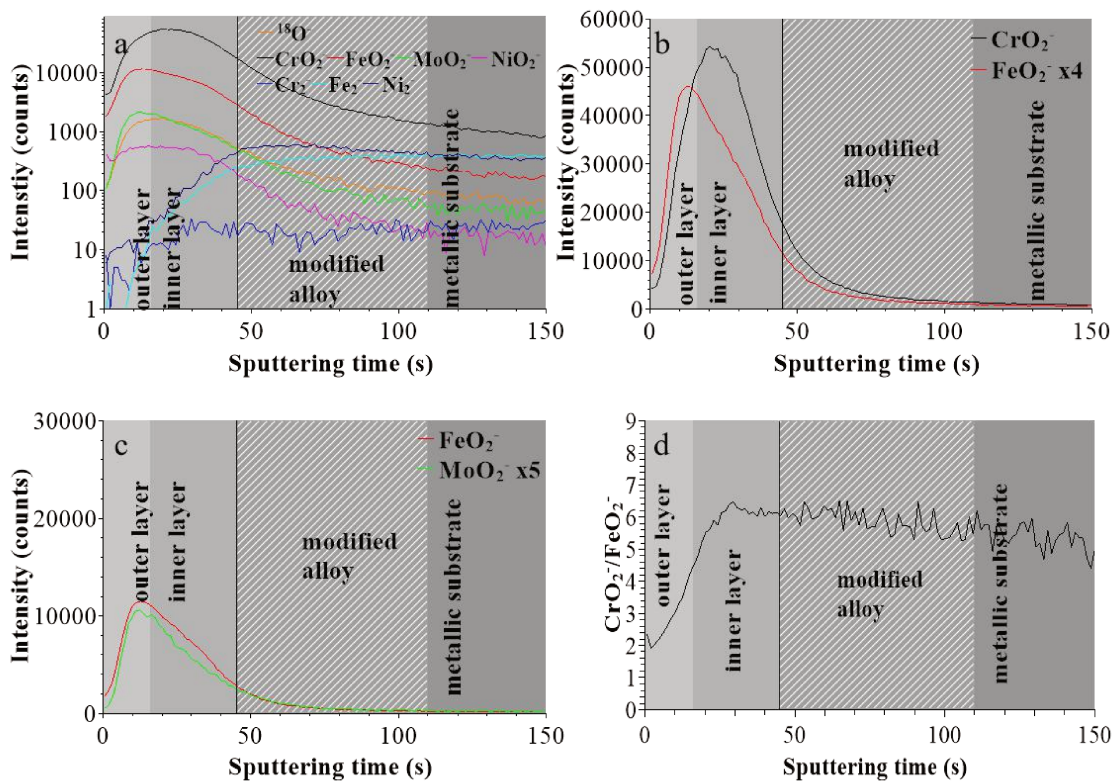 a
¹⁸O⁻
CrO₂⁻ FeO₂⁻ MoO₂⁻ NiO₂⁻
Cr₂⁻ Fe₂⁻ Ni₂⁻
10000
1000
100
10
1
Intenstiy (counts)
outer layer
inner layer
modified
alloy
metallic substrate
0 50 100 150
Sputtering time (s)
b
CrO₂⁻
FeO₂⁻ x4
60000
50000
40000
30000
20000
10000
0
Intensity (counts)
outer layer
inner layer
modified
alloy
metallic substrate
0 50 100 150
Sputtering time (s)
c
FeO₂⁻
MoO₂⁻ x5
30000
20000
10000
0
Intensity (counts)
outer layer
inner layer
modified
alloy
metallic substrate
0 50 100 150
Sputtering time (s)
d
9
8
7
6
5
4
3
2
1
0
CrO₂⁻/FeO₂⁻
outer layer
inner layer
modified
alloy
metallic substrate
0 50 100 150
Sputtering time (s)